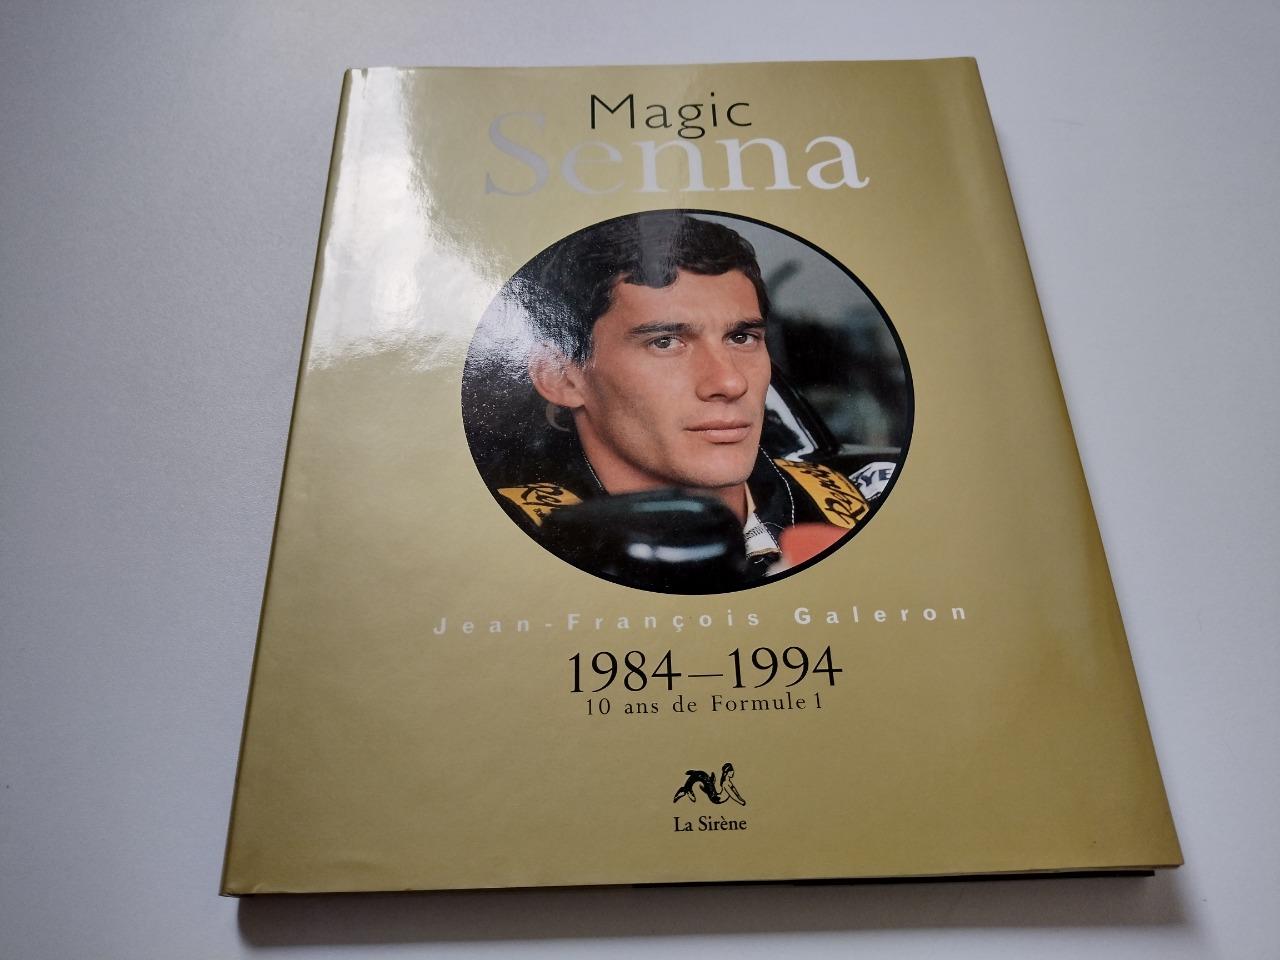 Magic
Senna
Jean-François Galeron
1984–1994
10 ans de Formule 1
La Sirène